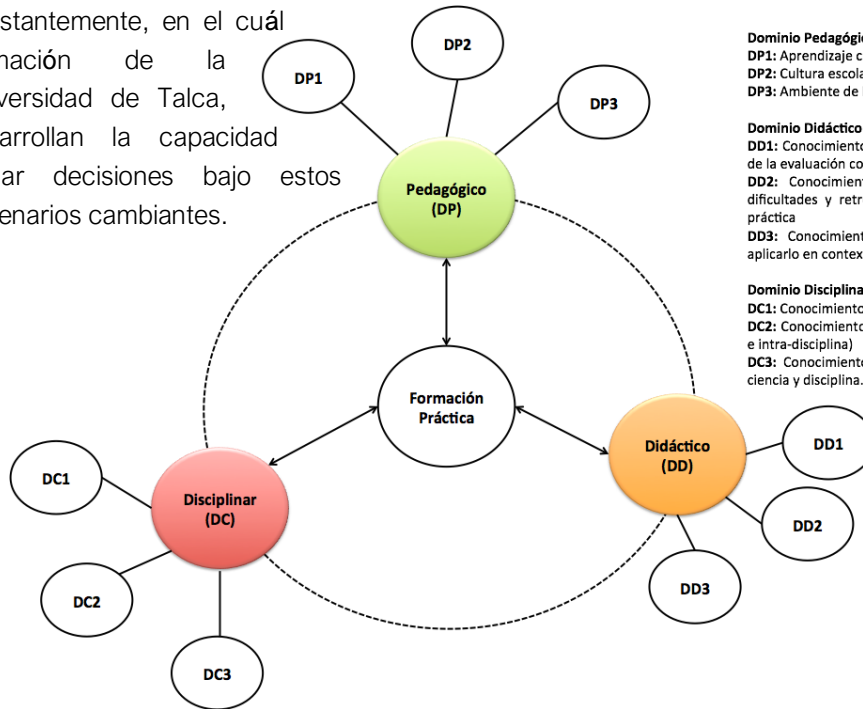 stantemente, en el cuál
mación de la
versidad de Talca,
arrollan la capacidad
ar decisiones bajo estos
enarios cambiantes.
DP1
DP2
DP3
Pedagógico
(DP)
Formación
Práctica
Disciplinar
(DC)
DC1
DC2
DC3
Didáctico
(DD)
DD1
DD2
DD3
Dominio Pedagógic
DP1: Aprendizaje c
DP2: Cultura escola
DP3: Ambiente de
Dominio Didáctico
DD1: Conocimiento
de la evaluación co
DD2: Conocimient
dificultades y retr
práctica
DD3: Conocimient
aplicarlo en contex
Dominio Disciplina
DC1: Conocimiento
DC2: Conocimiento
e intra-disciplina)
DC3: Conocimiento
ciencia y disciplina.